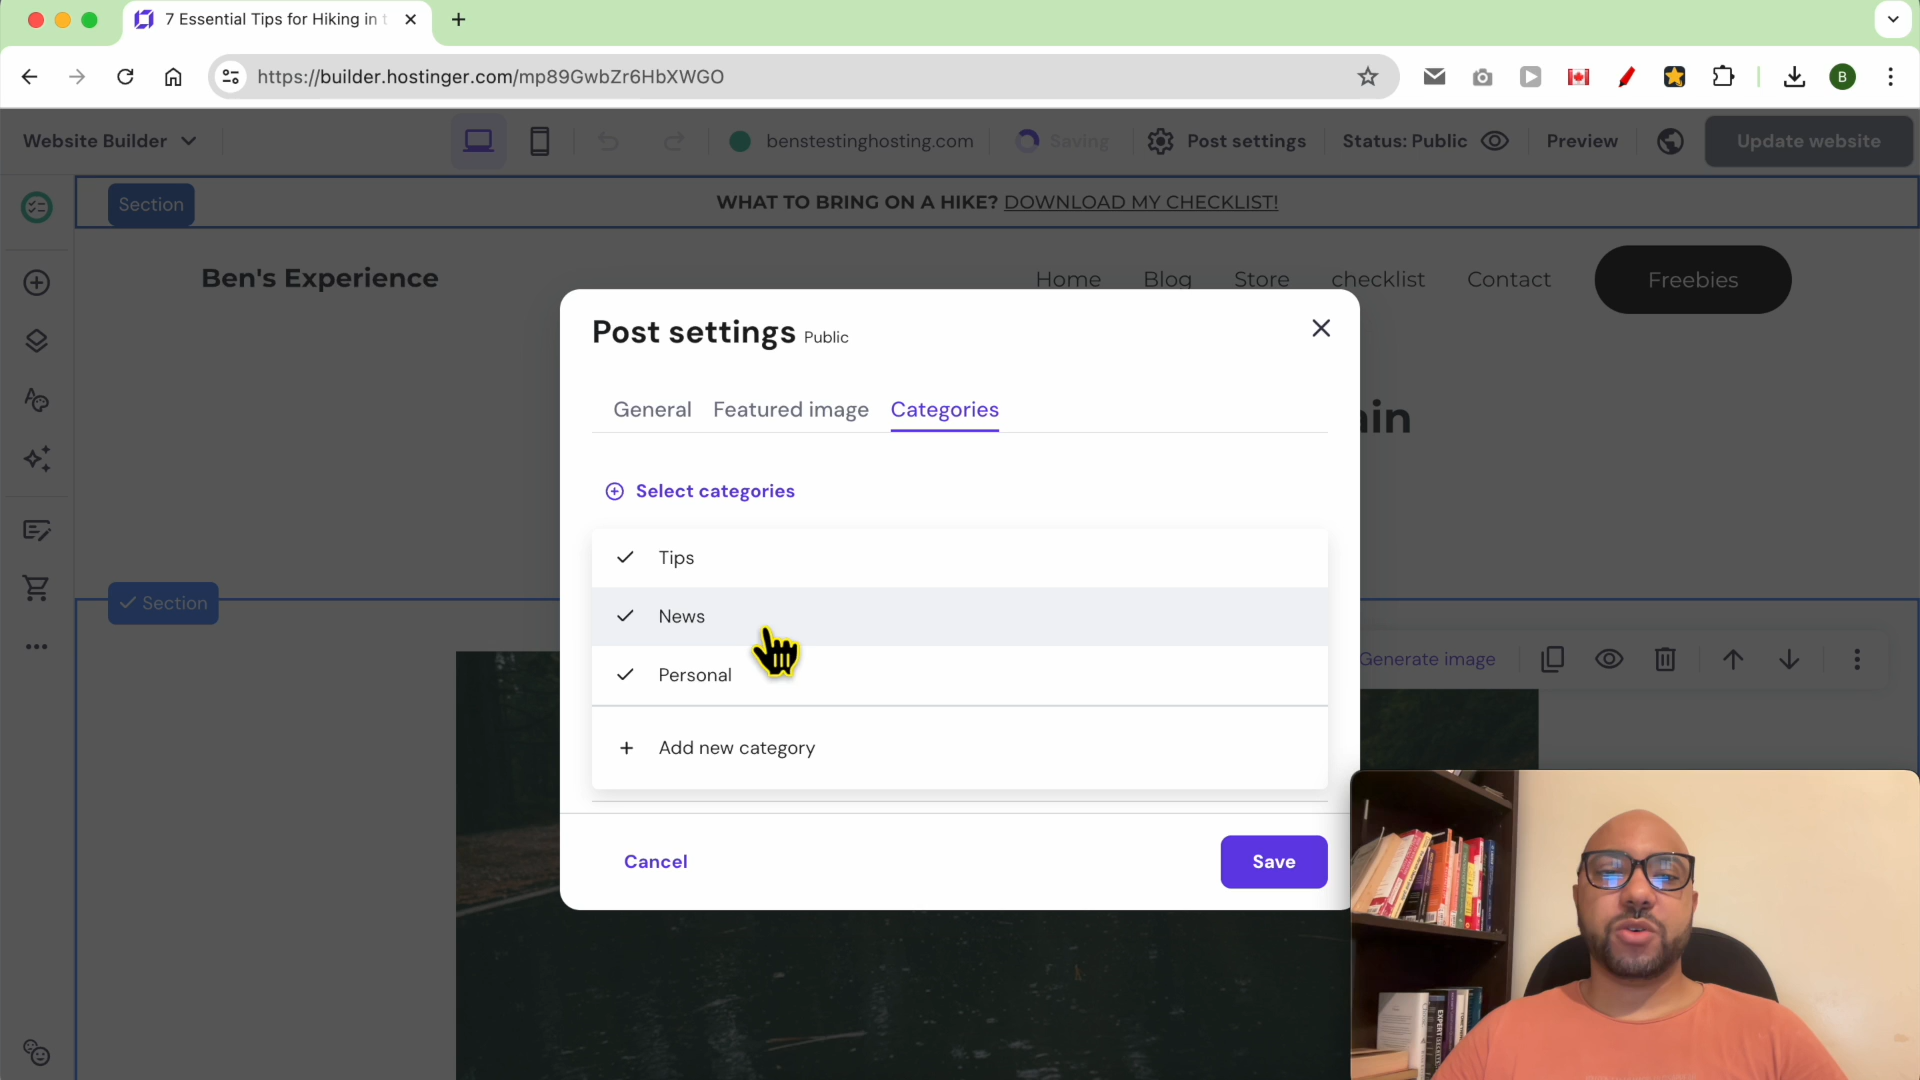 7 Essential Tips for Hiking in t
https://builder.hostinger.com/mp89GwbZr6HbXWGO
B
Website Builder
benstestinghosting.com
Saving
Post settings
Status: Public
Preview
Update website
Section
WHAT TO BRING ON A HIKE? DOWNLOAD MY CHECKLIST!
Ben's Experience
Home
Blog
Store
checklist
Contact
Freebies
Post settings Public
ain
General
Featured image
Categories
Select categories
Tips
Section
News
Generate image
Personal
Add new category
Cancel
Save
EXPERT SECRETS